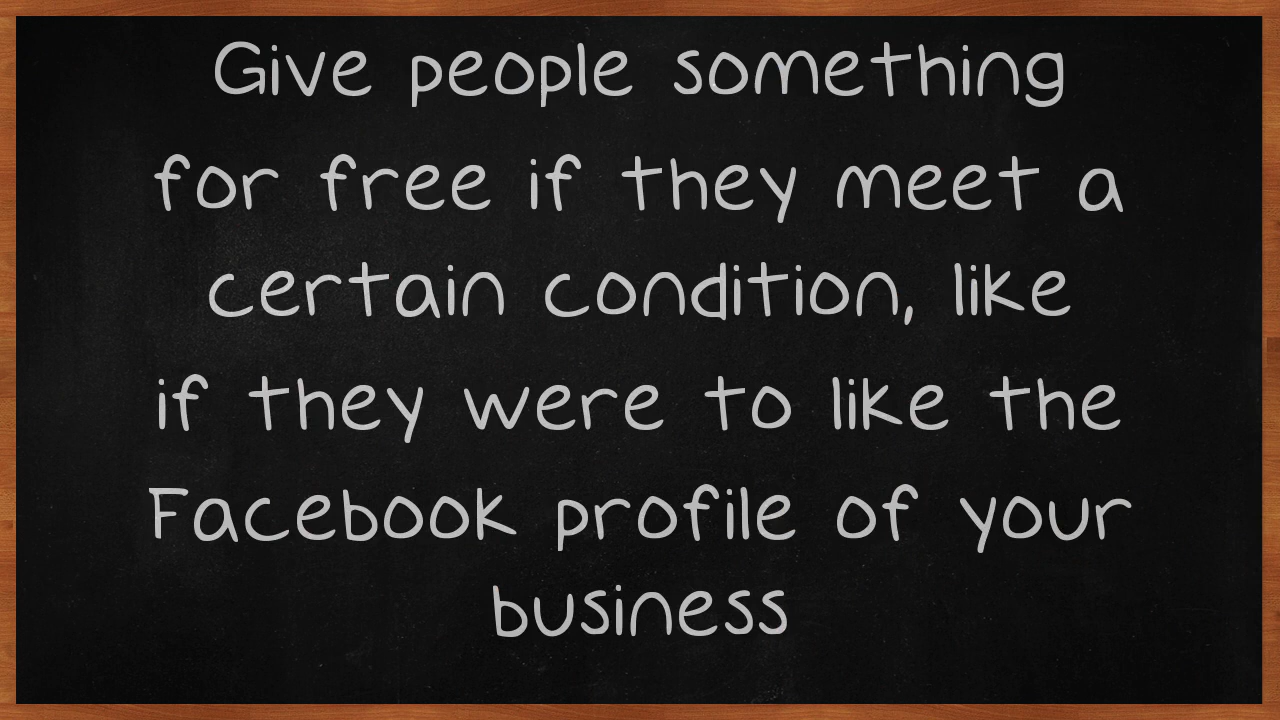 Give people something
for free if they meet a
certain condition, like
if they were to like the
Facebook profile of your
business